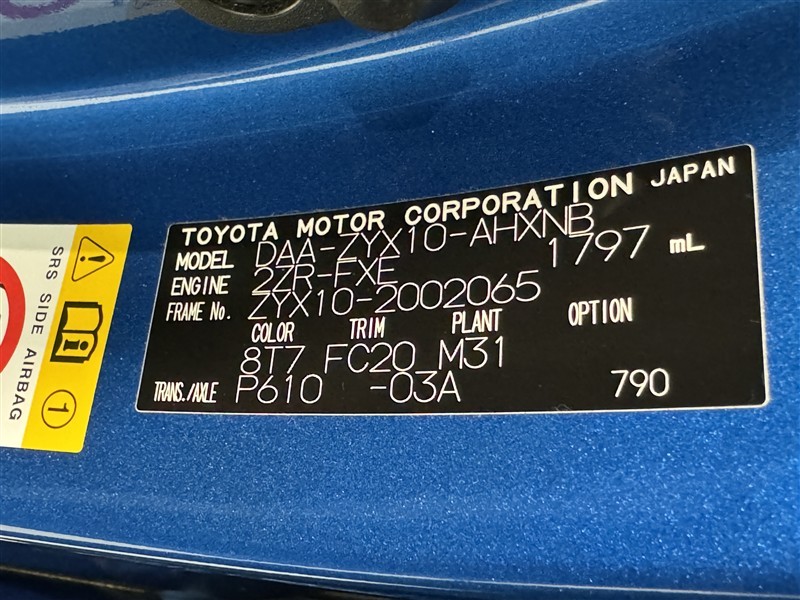 TOYOTA MOTOR CORPORATION JAPAN
MODEL DAA-ZYX10-AHXNB
ENGINE 2ZR-FXE 1797 mL
FRAME No. ZYX10-2002065
COLOR TRIM PLANT OPTION
8T7 FC20 M31
TRANS./AXLE P610 -03A 790
SRS SIDE AIRBAG
1